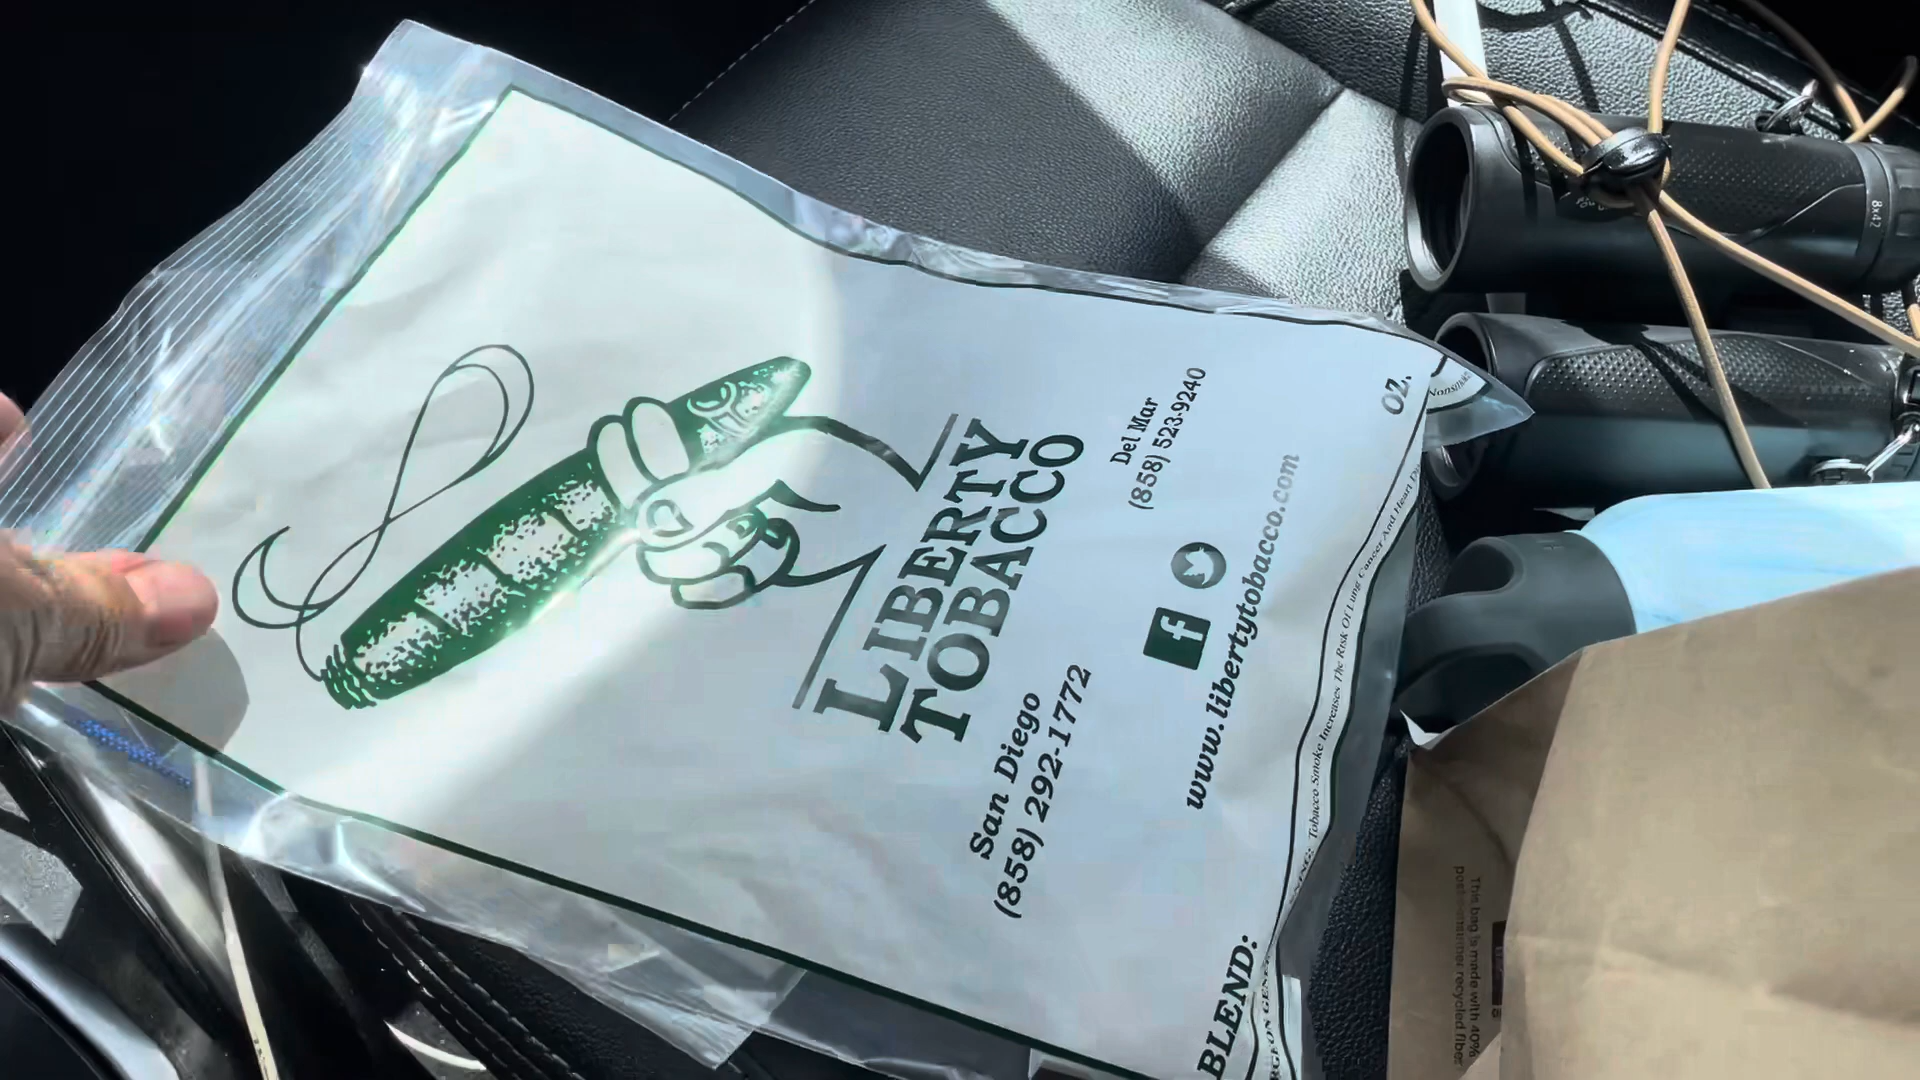 LIBERTY
TOBACCO
San Diego
(858) 292-1772
Del Mar
(858) 523-9240
www.libertytobacco.com
BLEND:
OZ.
Tobacco Smoke Increases The Risk Of Lung Cancer And Heart
8x42
This bag is made with 40%
post-consumer recycled fiber